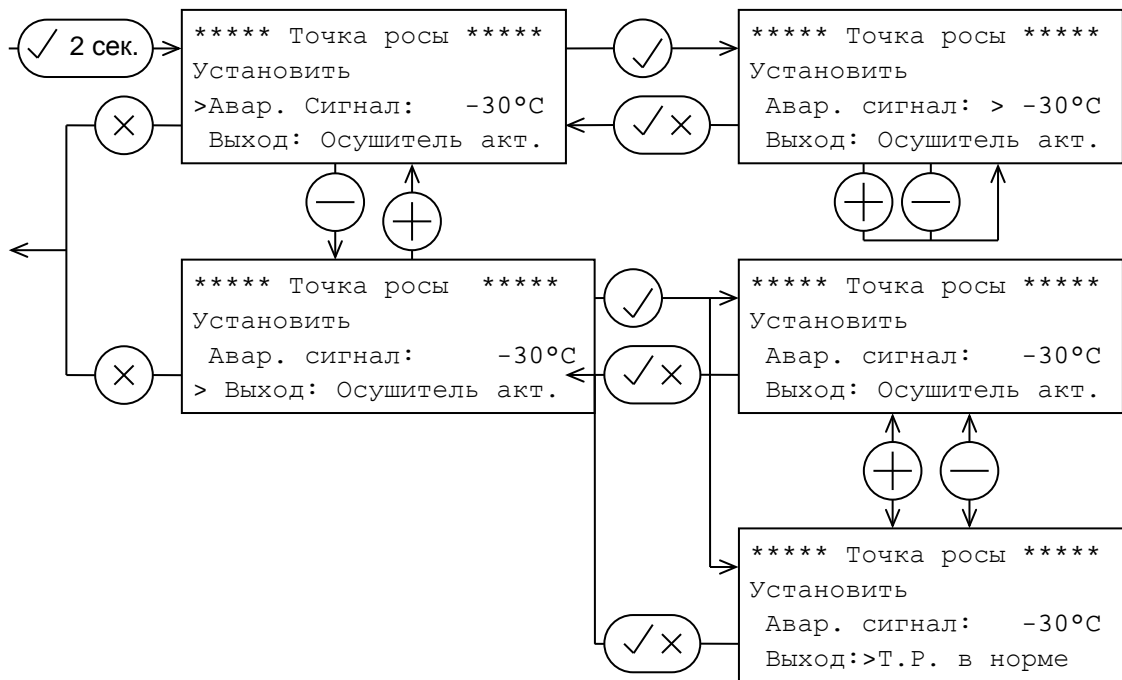 2 сек.
***** Точка росы *****
Установить
>Авар. Сигнал: -30°C
Выход: Осушитель акт.
***** Точка росы *****
Установить
Авар. сигнал: > -30°C
Выход: Осушитель акт.
***** Точка росы *****
Установить
Авар. сигнал: -30°C
> Выход: Осушитель акт.
***** Точка росы *****
Установить
Авар. сигнал: -30°C
Выход: Осушитель акт.
***** Точка росы *****
Установить
Авар. сигнал: -30°C
Выход:>Т.Р. в норме